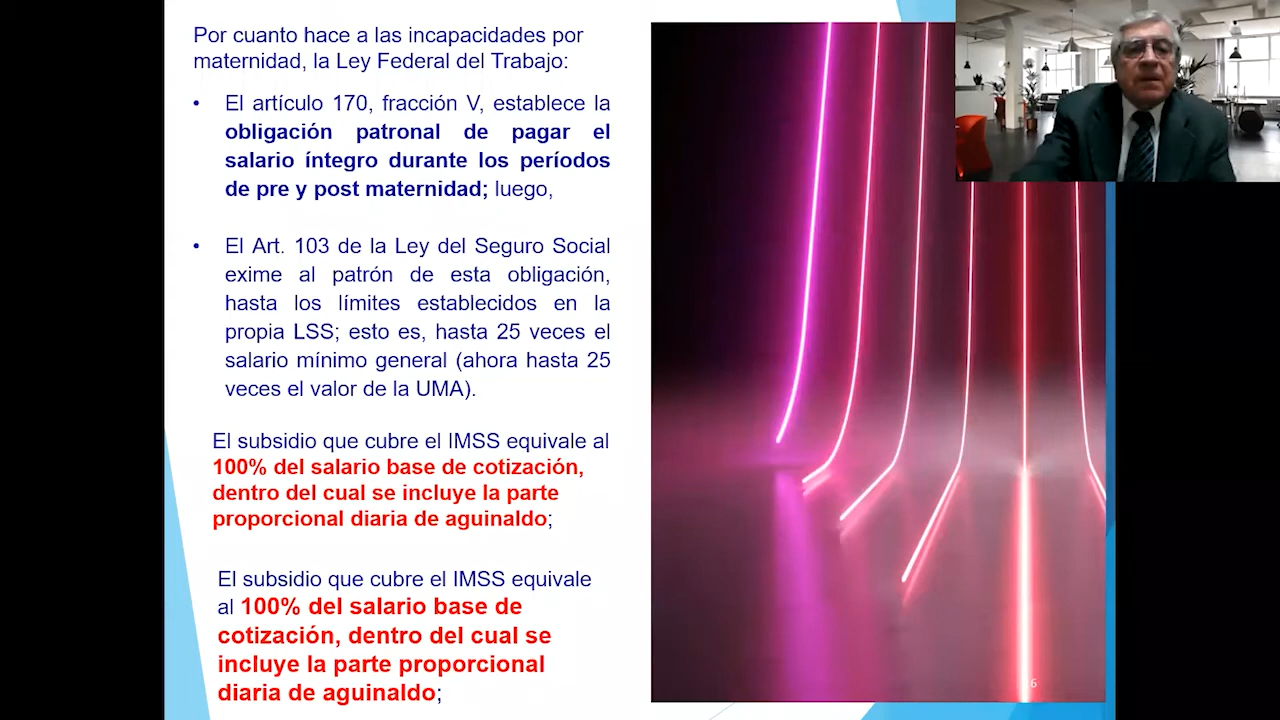 Por cuanto hace a las incapacidades por
maternidad, la Ley Federal del Trabajo:
• El artículo 170, fracción V, establece la
obligación patronal de pagar el
salario íntegro durante los períodos
de pre y post maternidad; luego,
• El Art. 103 de la Ley del Seguro Social
exime al patrón de esta obligación,
hasta los límites establecidos en la
propia LSS; esto es, hasta 25 veces el
salario mínimo general (ahora hasta 25
veces el valor de la UMA).
El subsidio que cubre el IMSS equivale al
100% del salario base de cotización,
dentro del cual se incluye la parte
proporcional diaria de aguinaldo;
El subsidio que cubre el IMSS equivale
al 100% del salario base de
cotización, dentro del cual se
incluye la parte proporcional
diaria de aguinaldo;